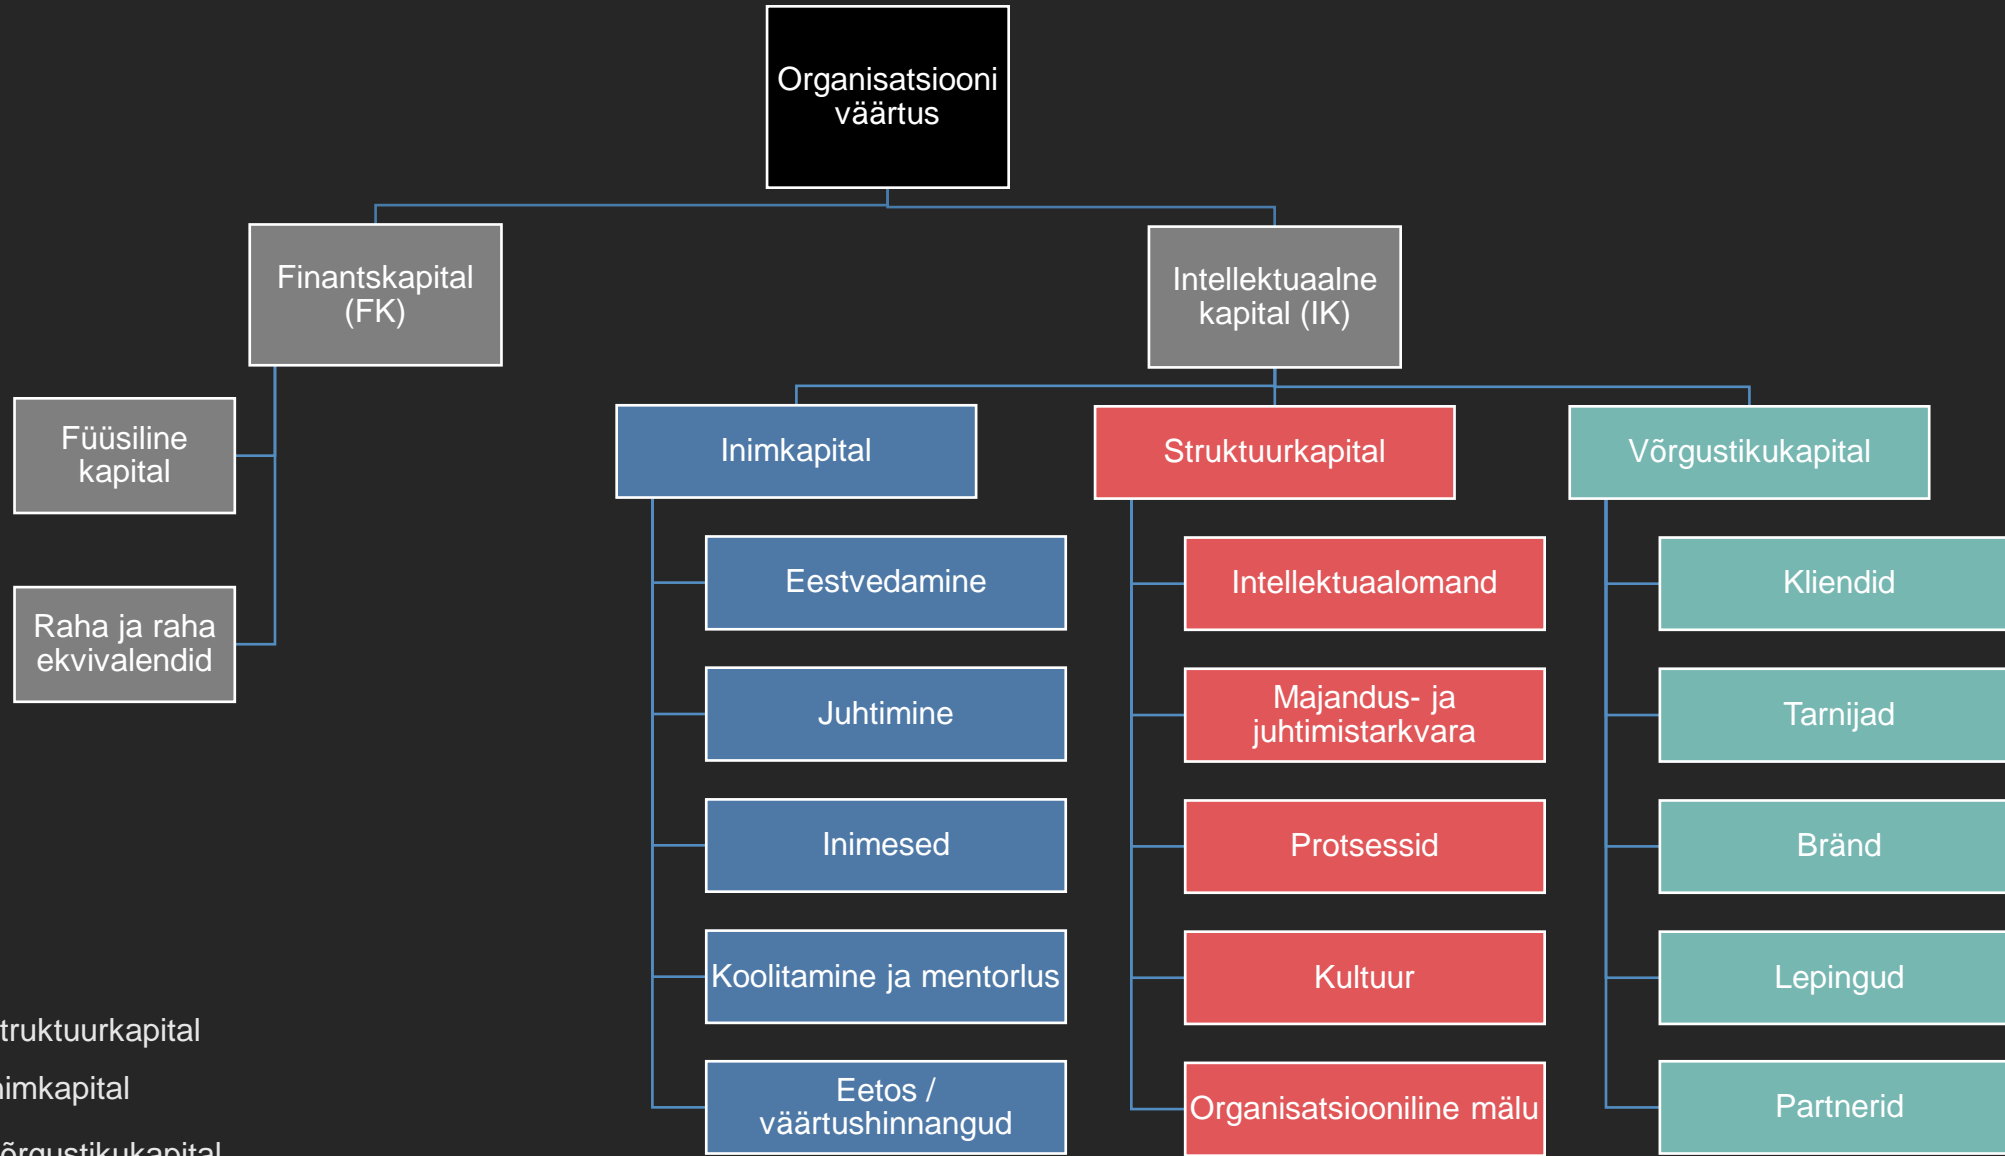 Organisatsiooni
väärtus
Finantskapital
(FK)
Intellektuaalne
kapital (IK)
Füüsiline
kapital
Raha ja raha
ekvivalendid
Inimkapital
Eestvedamine
Juhtimine
Inimesed
Koolitamine ja mentorlus
Eetos /
väärtushinnangud
Struktuurkapital
Intellektuaalomand
Majandus- ja
juhtimistarkvara
Protsessid
Kultuur
Organisatsiooniline mälu
Võrgustikukapital
Kliendid
Tarnijad
Bränd
Lepingud
Partnerid
truktuurkapital
nimkapital
õrgustikukapital